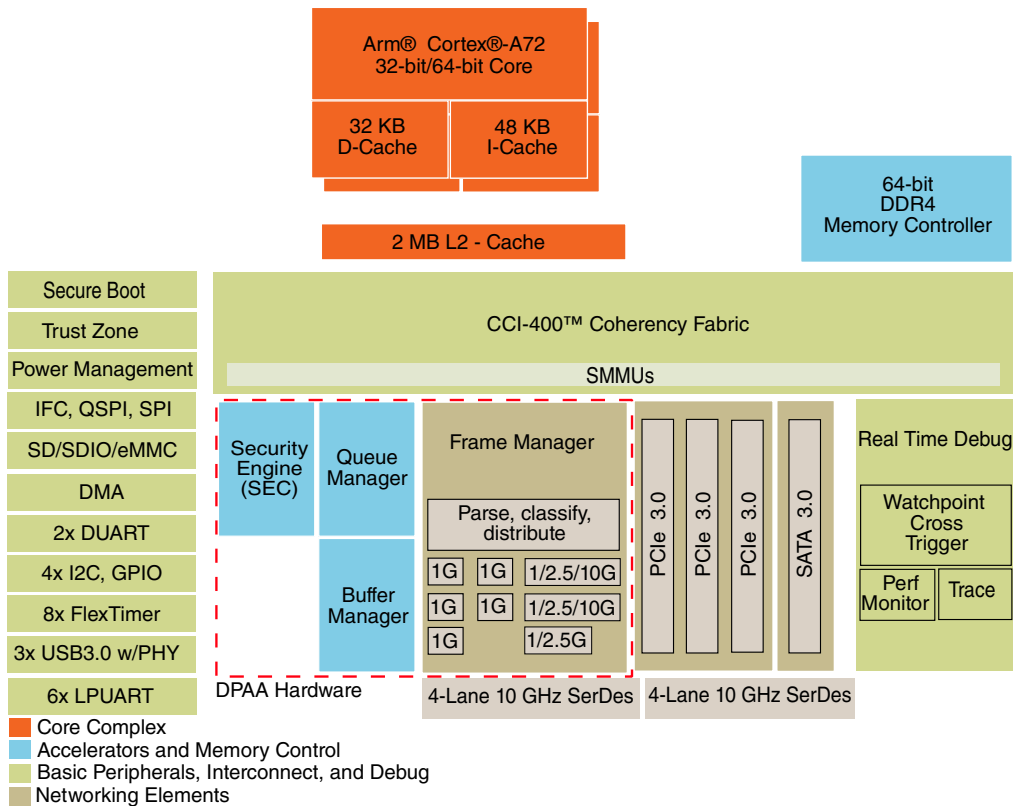 Arm® Cortex®-A72
32-bit/64-bit Core
32 KB
D-Cache
48 KB
I-Cache
64-bit
DDR4
Memory Controller
2 MB L2 - Cache
Secure Boot
Trust Zone
Power Management
IFC, QSPI, SPI
SD/SDIO/eMMC
DMA
2x DUART
4x I2C, GPIO
8x FlexTimer
3x USB3.0 w/PHY
6x LPUART
CCI-400™ Coherency Fabric
SMMUs
Security
Engine
(SEC)
Queue
Manager
Buffer
Manager
Frame Manager
Parse, classify,
distribute
1G 1G 1/2.5/10G
1G 1G 1/2.5/10G
1G 1/2.5G
PCIe 3.0
PCIe 3.0
PCIe 3.0
SATA 3.0
Real Time Debug
Watchpoint
Cross
Trigger
Perf
Monitor
Trace
DPAA Hardware
4-Lane 10 GHz SerDes
4-Lane 10 GHz SerDes
Core Complex
Accelerators and Memory Control
Basic Peripherals, Interconnect, and Debug
Networking Elements